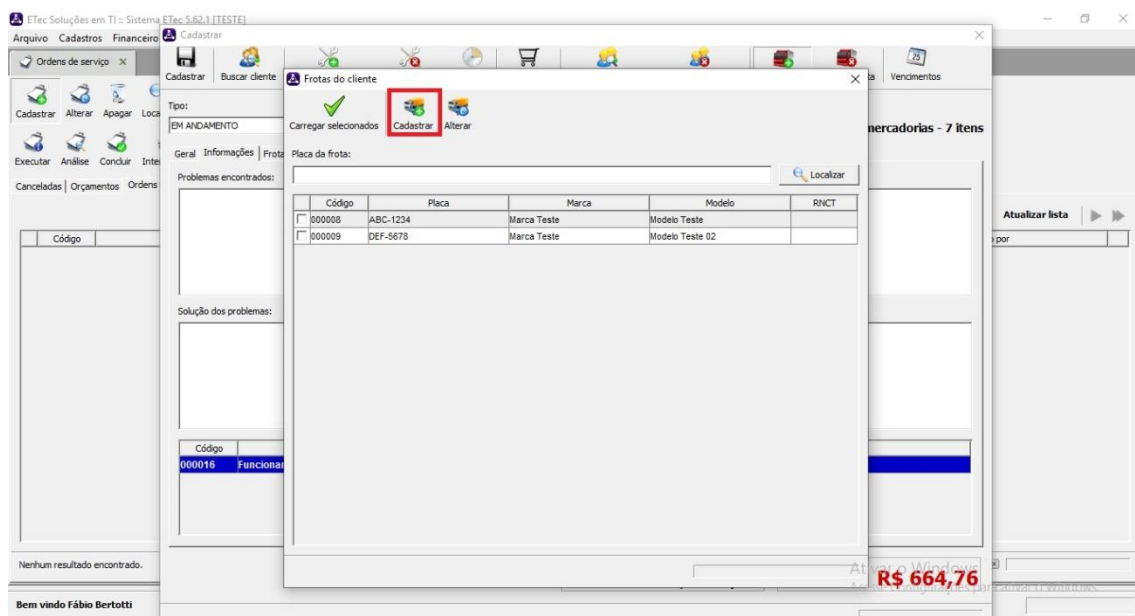 ETec Soluções em TI :: Sistema ETec 5.62.1 [TESTE]
Arquivo Cadastros Financeiro
Cadastrar
Ordens de serviço
Cadastrar Buscar cliente Vencimentos
Frotas do cliente
Cadastrar Alterar Apagar
Tipo:
EM ANDAMENTO
Carregar selecionados Cadastrar Alterar
mercadorias - 7 itens
Executar Análise Concluir
Geral Informações Frota
Placa da frota:
Problemas encontrados:
Localizar
Canceladas Orçamentos Ordens
Código Placa Marca Modelo RNCT
000008 ABC-1234 Marca Teste Modelo Teste
000009 DEF-5678 Marca Teste Modelo Teste 02
Atualizar lista
Código por
Solução dos problemas:
Código
000016
Nenhum resultado encontrado.
R$ 664,76
Bem vindo Fábio Bertotti